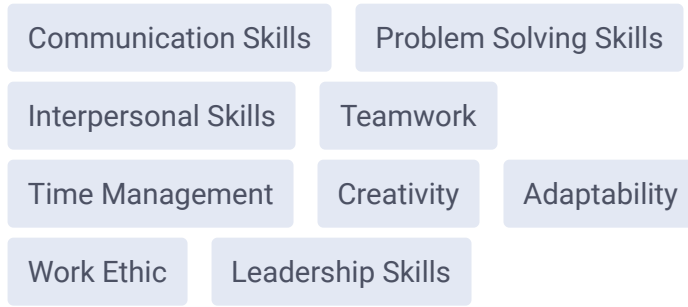 Communication Skills Problem Solving Skills
Interpersonal Skills Teamwork
Time Management Creativity Adaptability
Work Ethic Leadership Skills